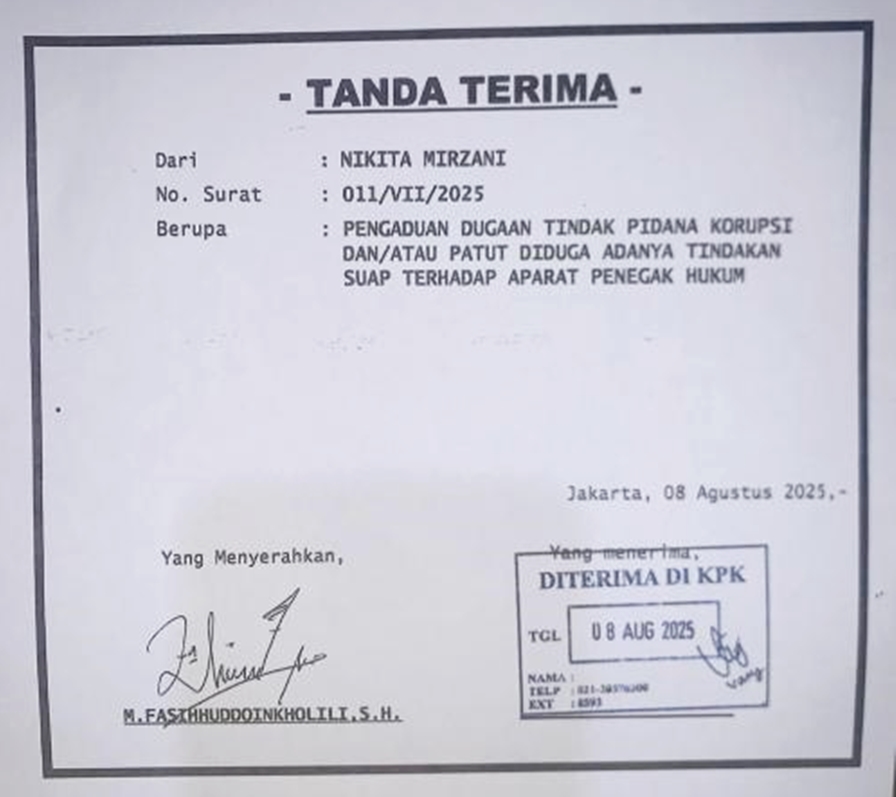 - TANDA TERIMA -
Dari : NIKITA MIRZANI
No. Surat : 011/VII/2025
Berupa : PENGADUAN DUGAAN TINDAK PIDANA KORUPSI
DAN/ATAU PATUT DIDUGA ADANYA TINDAKAN
SUAP TERHADAP APARAT PENEGAK HUKUM
Jakarta, 08 Agustus 2025,-
Yang Menyerahkan,
M.FASIHHUDDOINKHOLILI,S.H.
Yang menerima,
DITERIMA DI KPK
TGL 08 AUG 2025
NAMA :
TELP :
EXT :